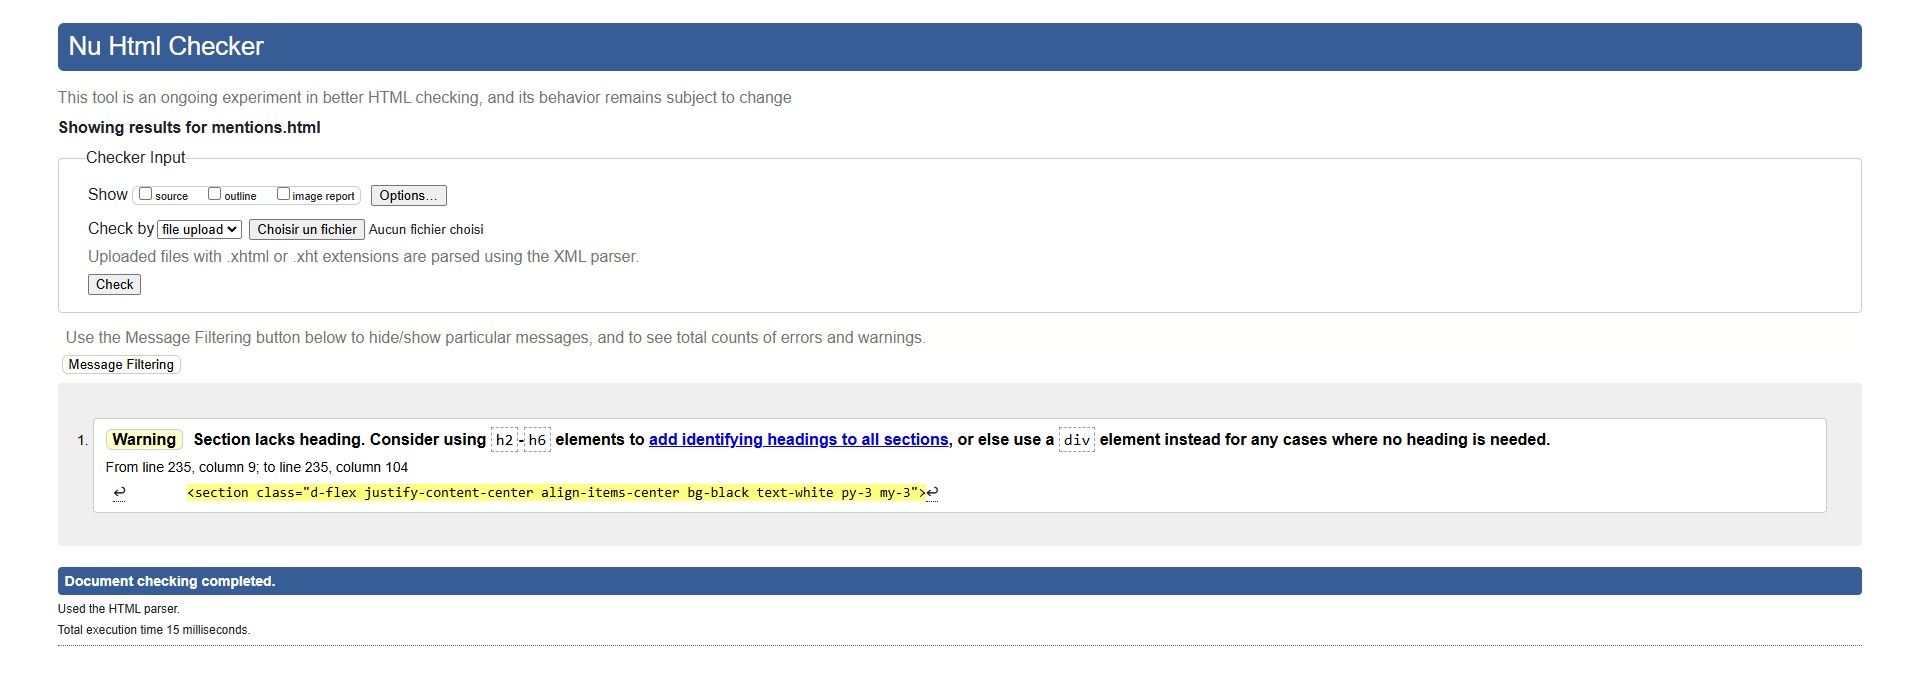 Nu Html Checker
This tool is an ongoing experiment in better HTML checking, and its behavior remains subject to change
Showing results for mentions.html
Checker Input
Show source outline image report Options...
Check by file upload Choisir un fichier Aucun fichier choisi
Uploaded files with .xhtml or .xht extensions are parsed using the XML parser.
Check
Use the Message Filtering button below to hide/show particular messages, and to see total counts of errors and warnings.
Message Filtering
1. Warning Section lacks heading. Consider using h2-h6 elements to add identifying headings to all sections, or else use a div element instead for any cases where no heading is needed.
From line 235, column 9; to line 235, column 104
↩ <section class="d-flex justify-content-center align-items-center bg-black text-white py-3 my-3">↩
Document checking completed.
Used the HTML parser.
Total execution time 15 milliseconds.